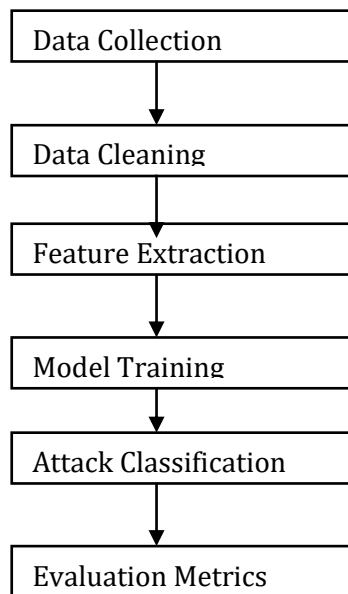 Data Collection
Data Cleaning
Feature Extraction
Model Training
Attack Classification
Evaluation Metrics